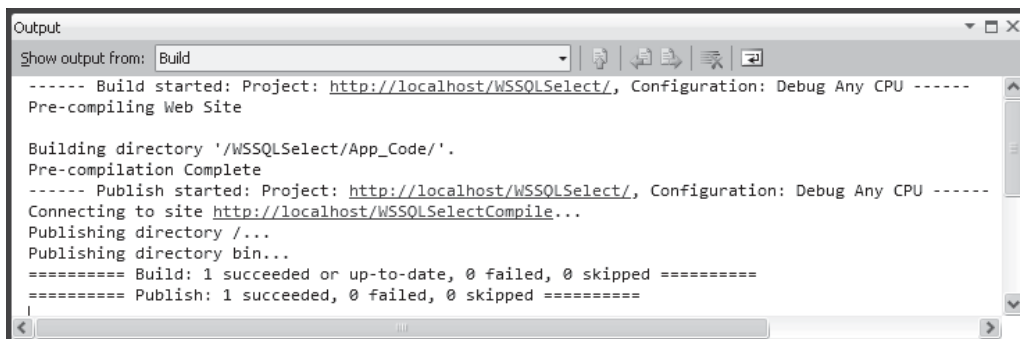 Output
Show output from: Build
------ Build started: Project: http://localhost/WSSQLSelect/, Configuration: Debug Any CPU ------
Pre-compiling Web Site
Building directory '/WSSQLSelect/App_Code/'.
Pre-compilation Complete
------ Publish started: Project: http://localhost/WSSQLSelect/, Configuration: Debug Any CPU ------
Connecting to site http://localhost/WSSQLSelectCompile...
Publishing directory /...
Publishing directory bin...
========== Build: 1 succeeded or up-to-date, 0 failed, 0 skipped ==========
========== Publish: 1 succeeded, 0 failed, 0 skipped ==========